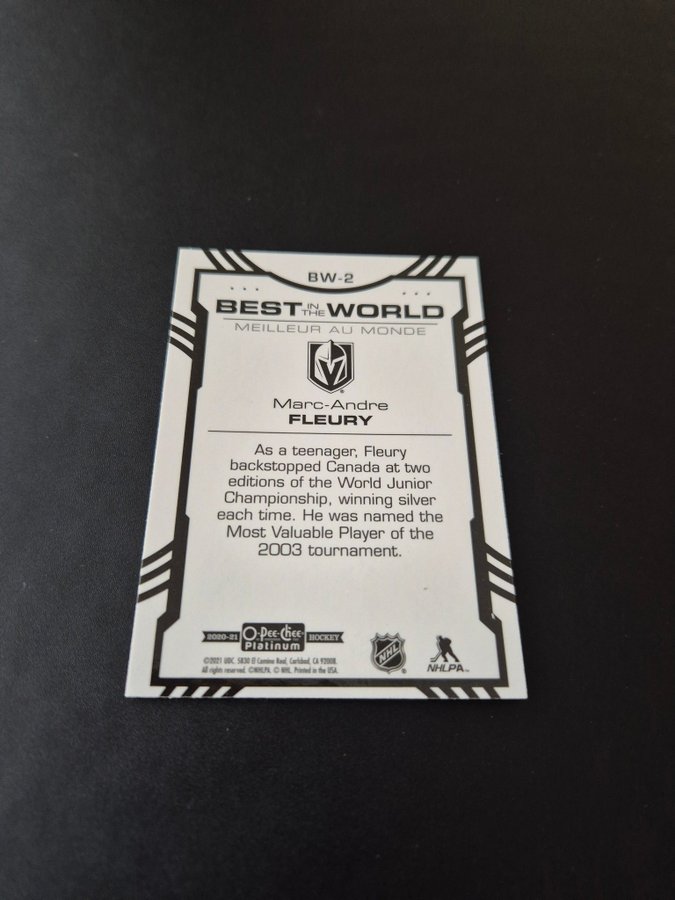 BW-2
BEST IN THE WORLD
MEILLEUR AU MONDE
Marc-Andre
FLEURY
As a teenager, Fleury
backstopped Canada at two
editions of the World Junior
Championship, winning silver
each time. He was named the
Most Valuable Player of the
2003 tournament.
2020-21 O-Pee-Chee Platinum HOCKEY
©2021 UDC. 5830 El Camino Real, Carlsbad, CA 92008.
All rights reserved. ©NHLPA. © NHL. Printed in the USA.
NHL
NHLPA